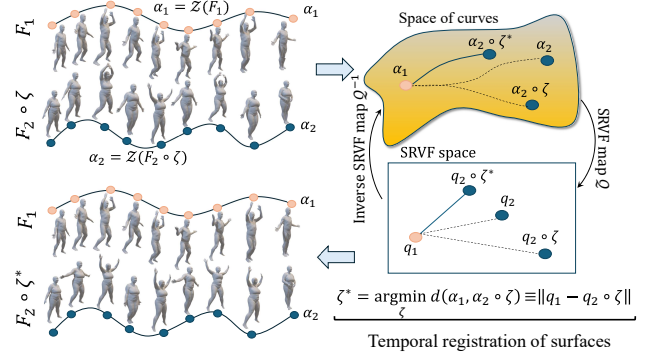 F₁
α₁ = 𝒵(F₁)
α₁
F₂ ∘ ζ
α₂
α₂ = 𝒵(F₂ ∘ ζ)
F₁
α₁
F₂ ∘ ζ*
α₂
Space of curves
α₂ ∘ ζ*
α₂
α₁
α₂ ∘ ζ
Inverse SRVF map Q⁻¹
SRVF map Q
SRVF space
q₂ ∘ ζ*
q₂
q₁
q₂ ∘ ζ
ζ* = argmin d(α₁, α₂ ∘ ζ) ≡ ‖q₁ − q₂ ∘ ζ‖
ζ
Temporal registration of surfaces